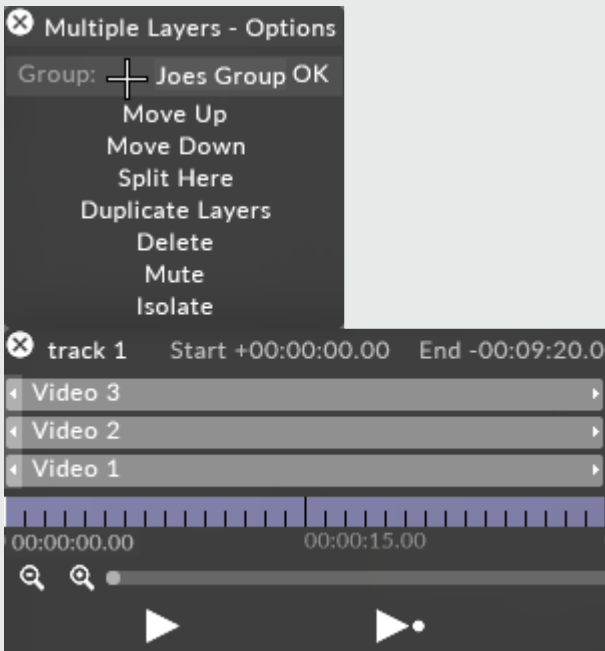 Multiple Layers - Options
Group: Joes Group OK
Move Up
Move Down
Split Here
Duplicate Layers
Delete
Mute
Isolate
track 1 Start +00:00:00.00 End -00:09:20.0
Video 3
Video 2
Video 1
00:00:00.00 00:00:15.00